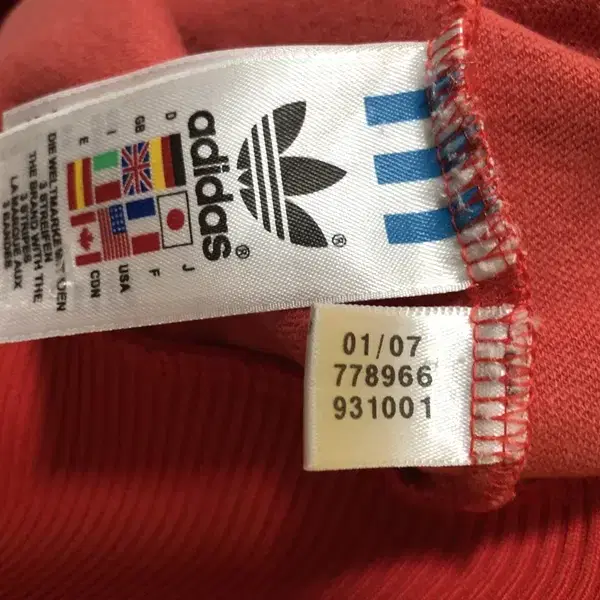 adidas®
®
D
GB
I
E
J
F
USA
CDN
DIE WELTMARKE MIT DEN
3 STREIFEN
THE BRAND WITH THE
3 STRIPES
LA MARQUE AUX
3 BANDES
01/07
778966
931001